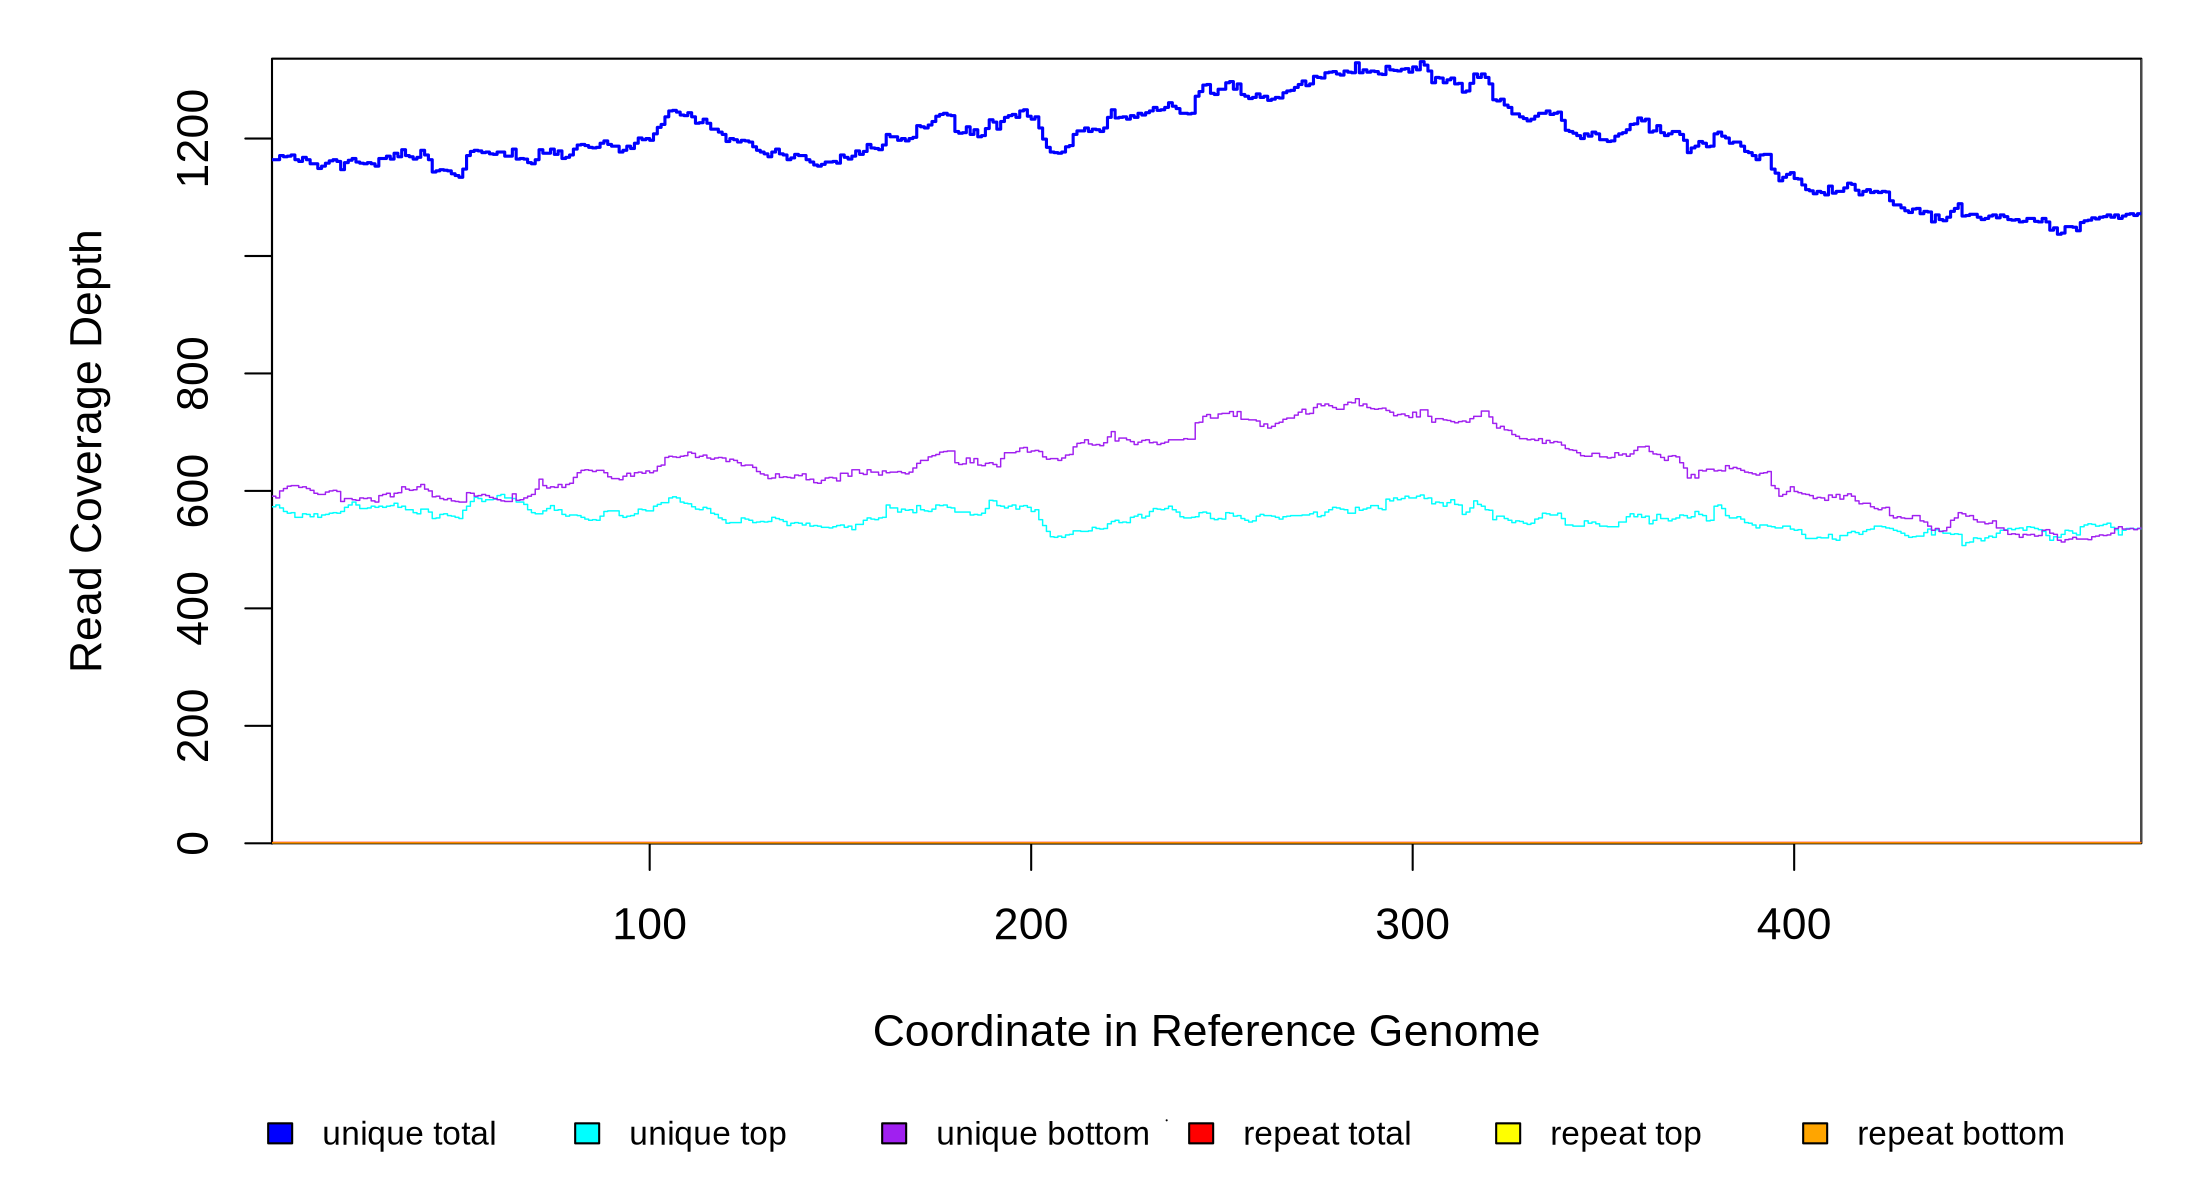 Read Coverage Depth
1200
800
600
400
200
0
100 200 300 400
Coordinate in Reference Genome
unique total unique top unique bottom repeat total repeat top repeat bottom